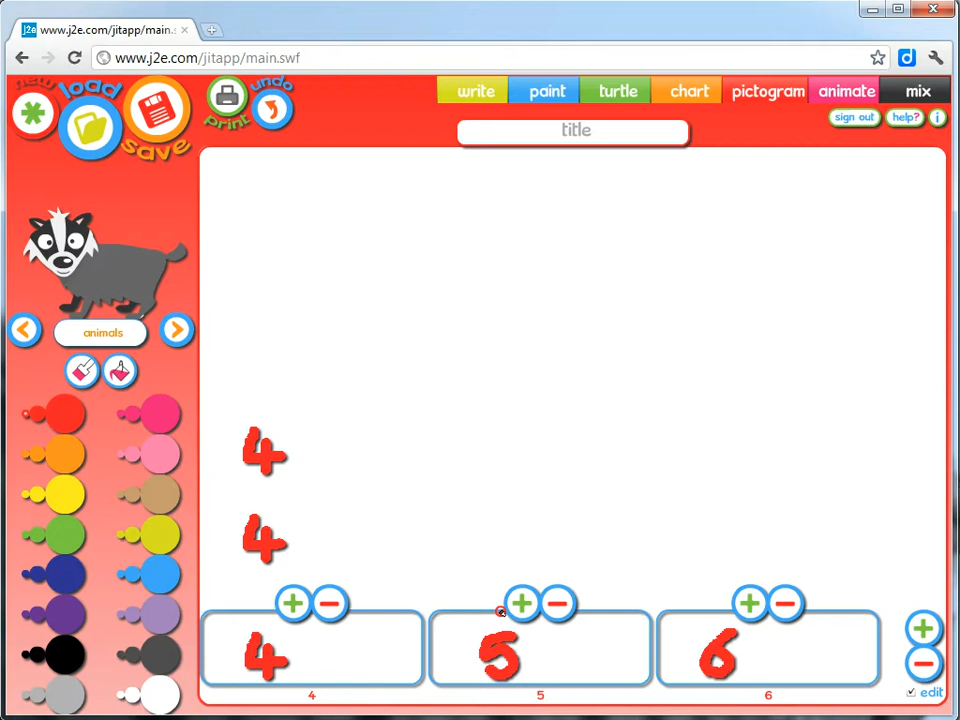 www.j2e.com/jitapp/main.s
www.j2e.com/jitapp/main.swf
new load save print undo
write paint turtle chart pictogram animate mix
sign out help? i
title
animals
4
4
4 5 6
4 5 6
edit